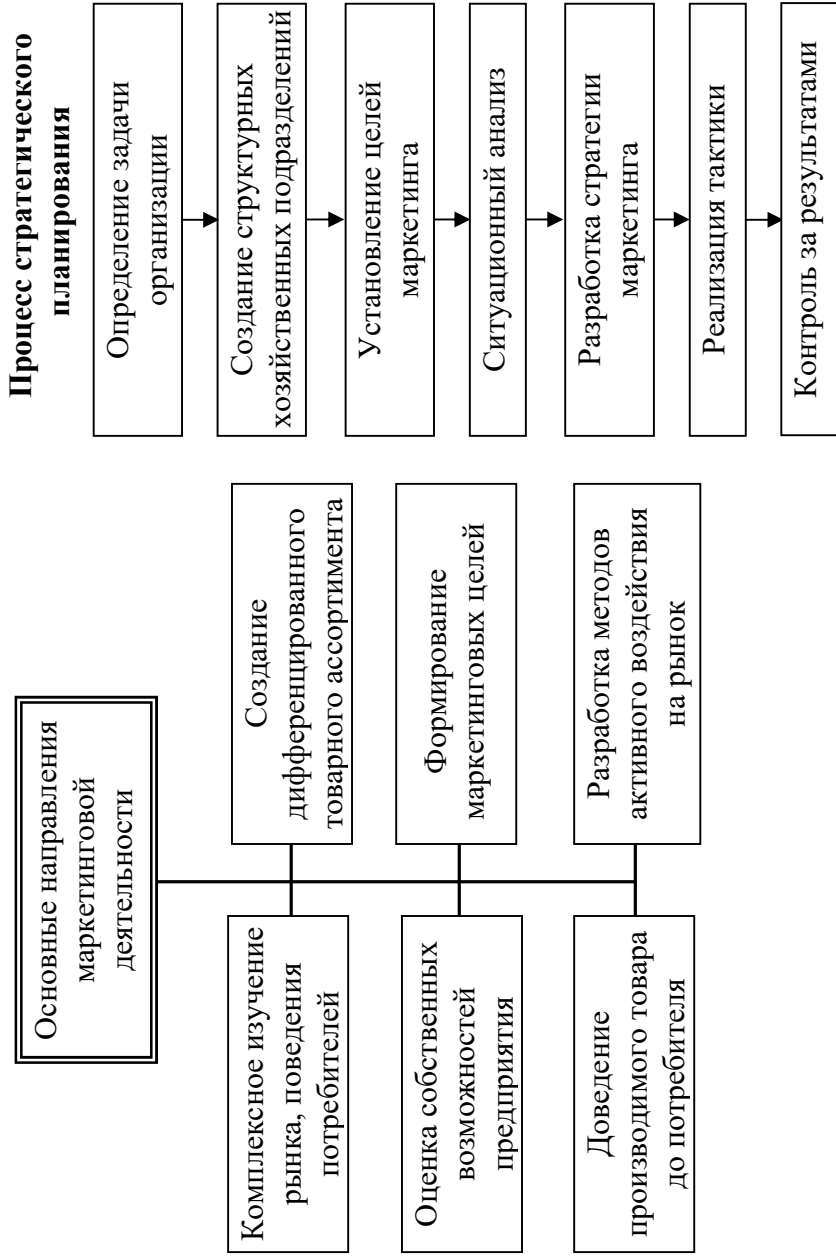 Основные направления
маркетинговой
деятельности
Комплексное изучение
рынка, поведения
потребителей
Создание
дифференцированного
товарного ассортимента
Оценка собственных
возможностей
предприятия
Формирование
маркетинговых целей
Доведение
производимого товара
до потребителя
Разработка методов
активного воздействия
на рынок
Процесс стратегического
планирования
Определение задачи
организации
Создание структурных
хозяйственных подразделений
Установление целей
маркетинга
Ситуационный анализ
Разработка стратегии
маркетинга
Реализация тактики
Контроль за результатами